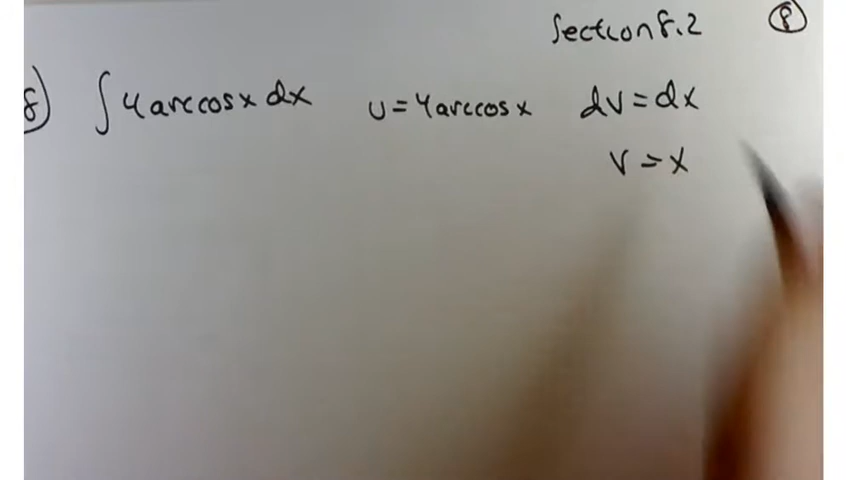 Section 8.2 8
8) ∫ 4 arccos x dx u = 4 arccos x dv = dx
v = x